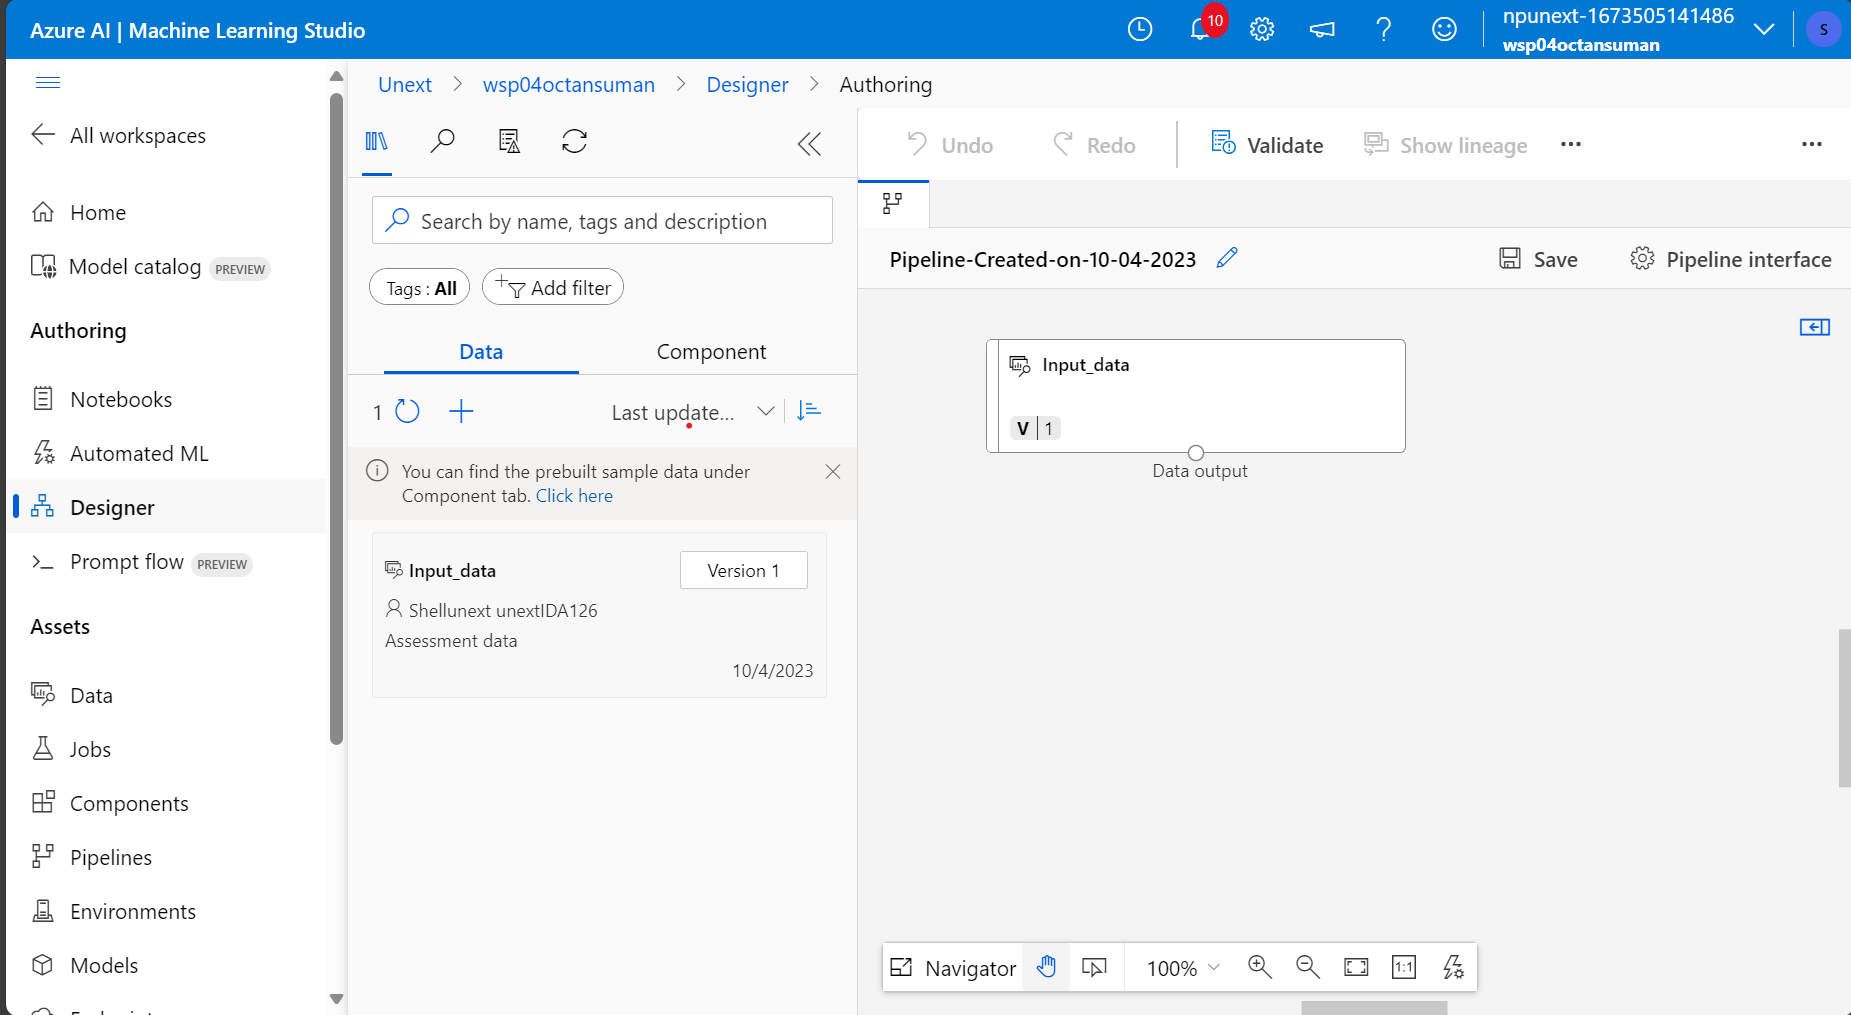 Azure AI | Machine Learning Studio
10
npunext-1673505141486
wsp04octansuman
S
All workspaces
Home
Model catalog PREVIEW
Authoring
Notebooks
Automated ML
Designer
Prompt flow PREVIEW
Assets
Data
Jobs
Components
Pipelines
Environments
Models
Unext > wsp04octansuman > Designer > Authoring
Search by name, tags and description
Tags : All
Add filter
Data
Component
1
Last update...
You can find the prebuilt sample data under
Component tab. Click here
Input_data
Version 1
Shellunext unextIDA126
Assessment data
10/4/2023
Undo
Redo
Validate
Show lineage
Pipeline-Created-on-10-04-2023
Save
Pipeline interface
Input_data
V | 1
Data output
Navigator
100%
1:1